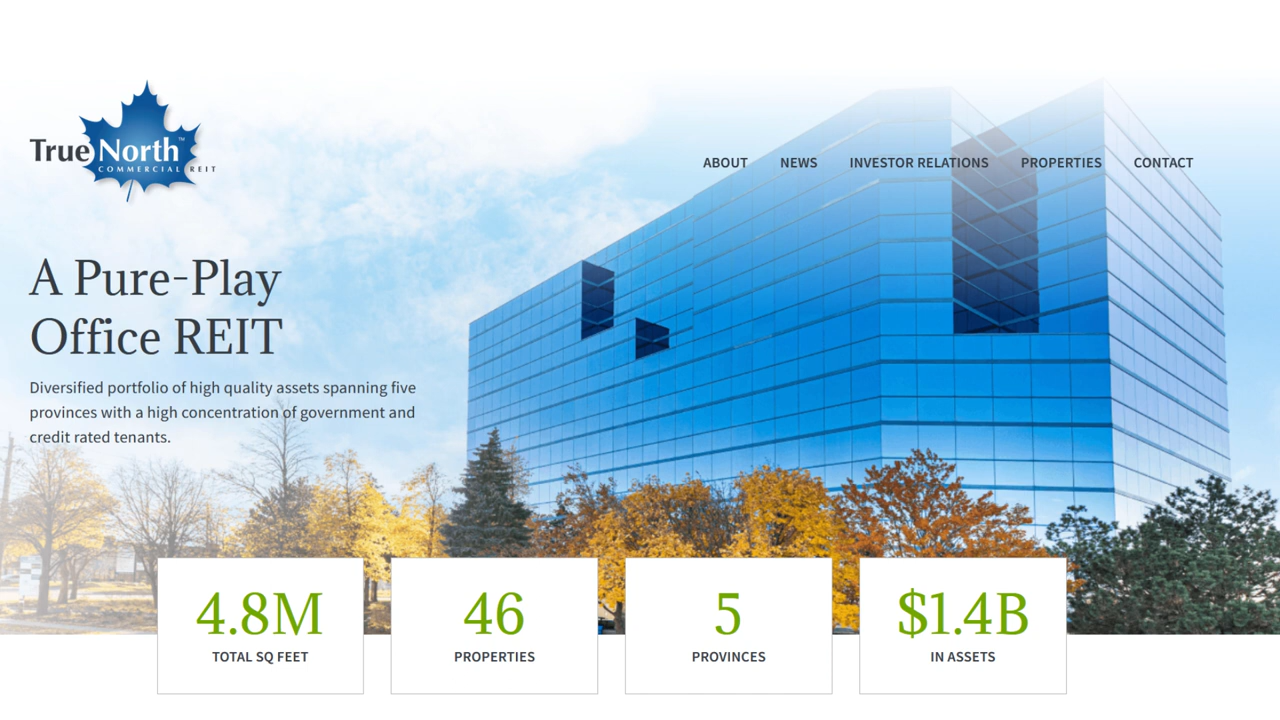 True North™
COMMERCIAL REIT
ABOUT NEWS INVESTOR RELATIONS PROPERTIES CONTACT
A Pure-Play
Office REIT
Diversified portfolio of high quality assets spanning five
provinces with a high concentration of government and
credit rated tenants.
4.8M 46 5 $1.4B
TOTAL SQ FEET PROPERTIES PROVINCES IN ASSETS